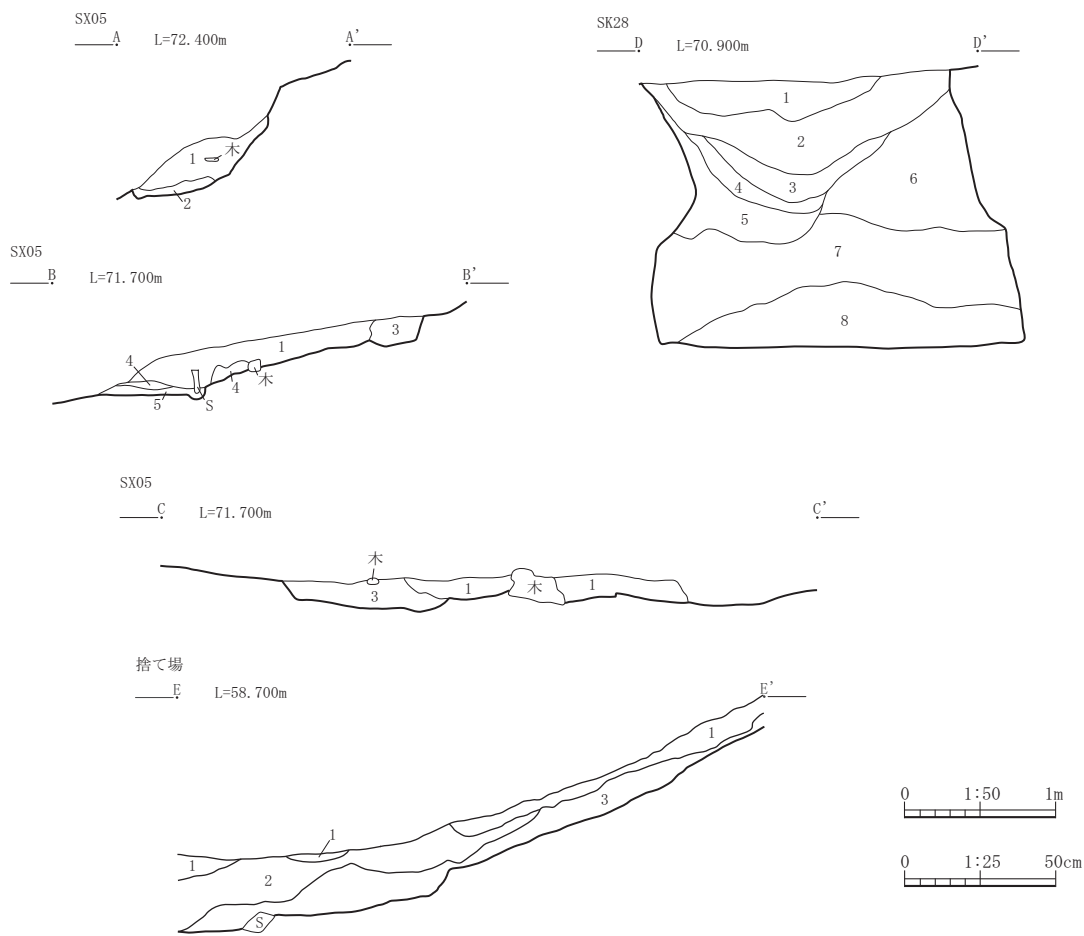 SX05
A L=72.400m A'
1
木
2
SX05
B L=71.700m B'
3
1
4
4
木
5
S
SK28
D L=70.900m D'
1
2
6
4
3
5
7
8
SX05
C L=71.700m C'
木
1
木
1
3
捨て場
E L=58.700m E'
1
3
1
1
2
S
0 1:50 1m
0 1:25 50cm